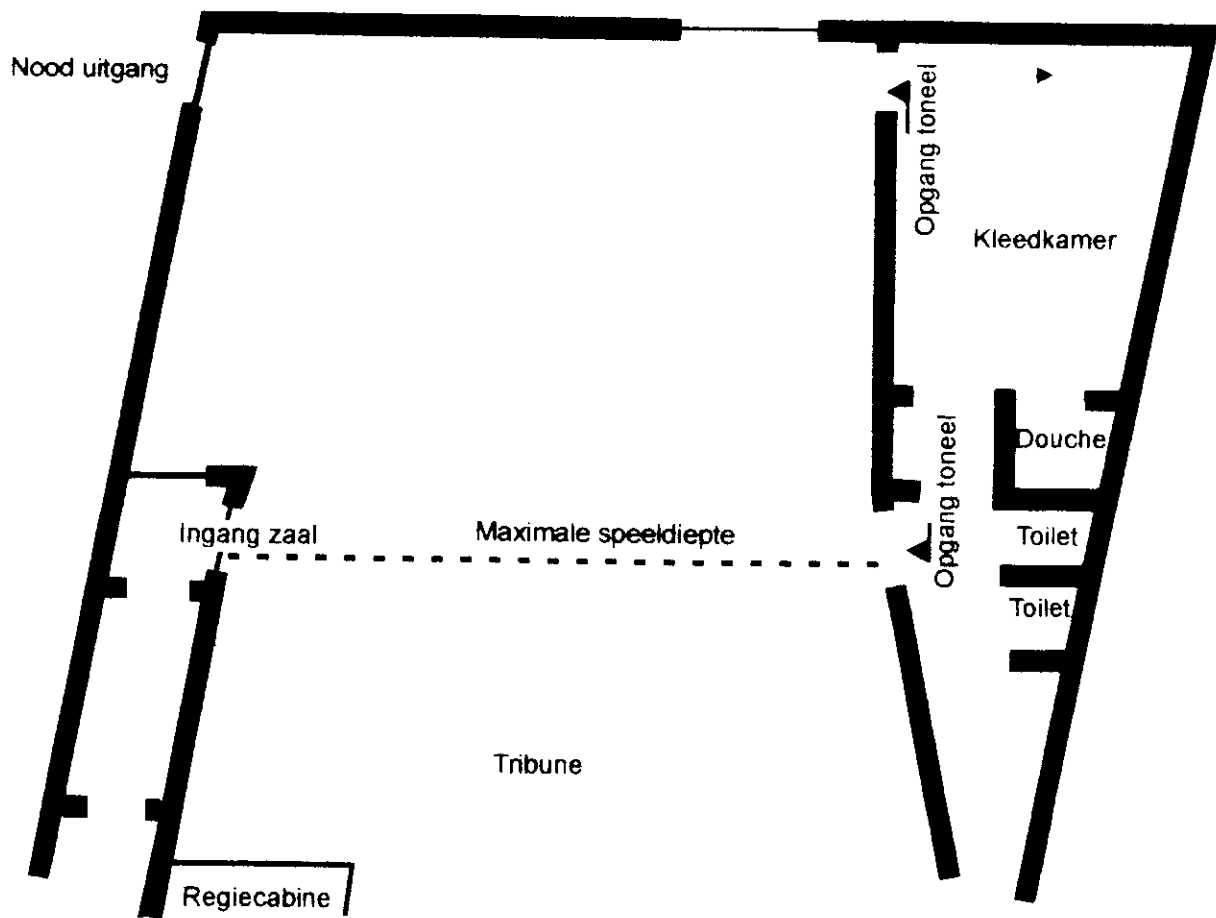 Nood uitgang
Opgang toneel
Kleedkamer
Douche
Opgang toneel
Ingang zaal
Maximale speeldiepte
Toilet
Toilet
Tribune
Regiecabine